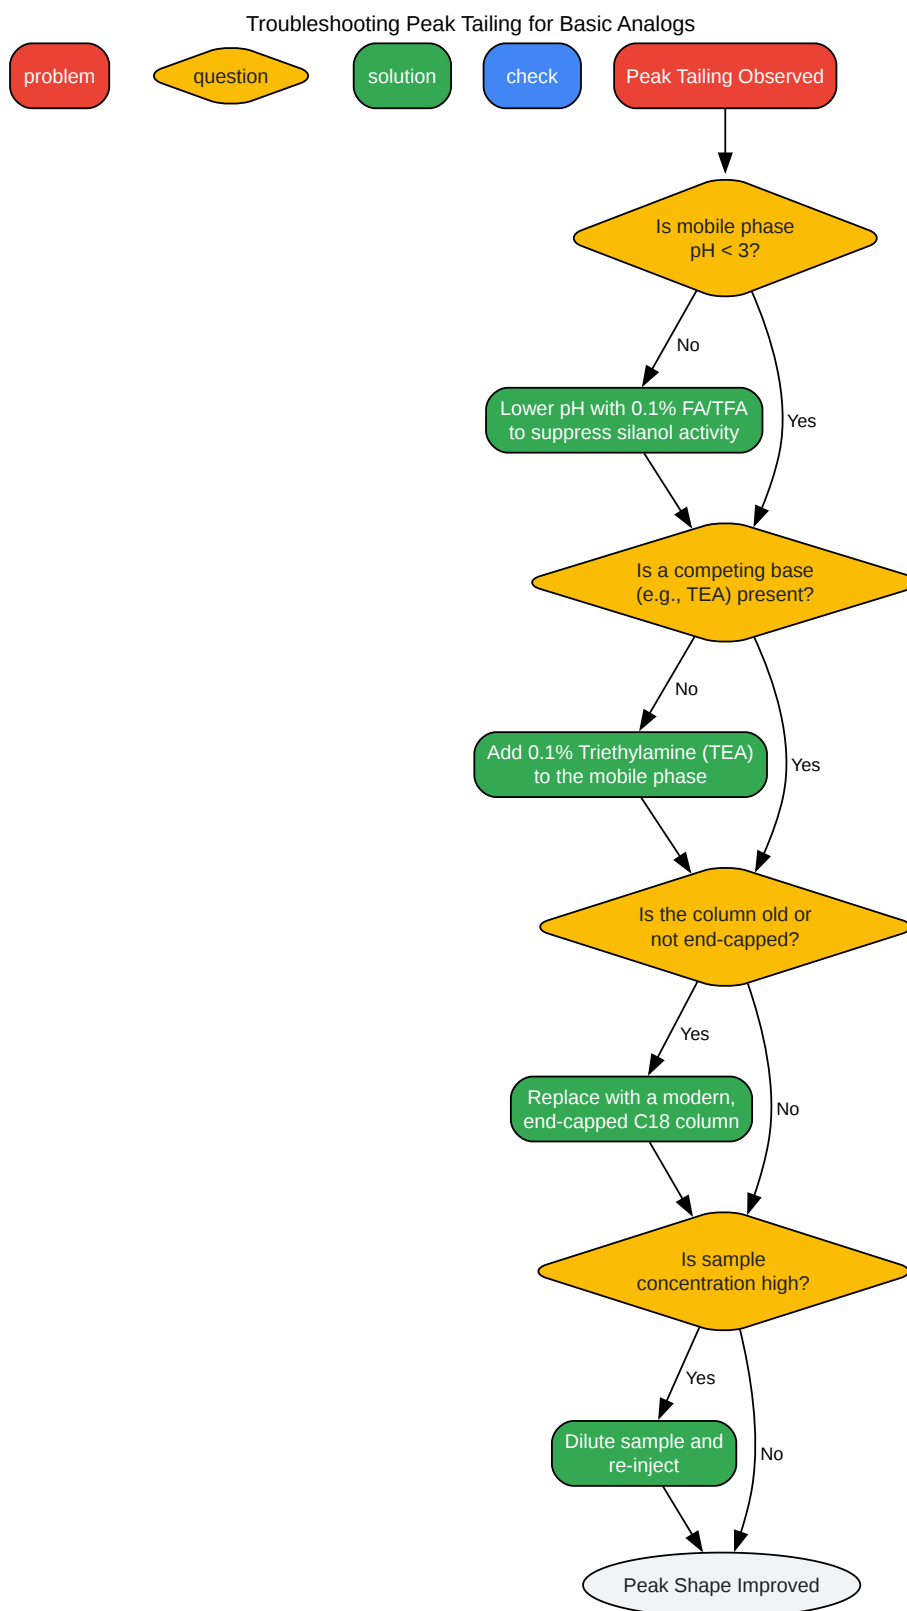 Troubleshooting Peak Tailing for Basic Analogs
problem
question
solution
check
Peak Tailing Observed
Is mobile phase
pH < 3?
No
Lower pH with 0.1% FA/TFA
to suppress silanol activity
Yes
Is a competing base
(e.g., TEA) present?
No
Add 0.1% Triethylamine (TEA)
to the mobile phase
Yes
Is the column old or
not end-capped?
Yes
Replace with a modern,
end-capped C18 column
No
Is sample
concentration high?
Yes
Dilute sample and
re-inject
No
Peak Shape Improved